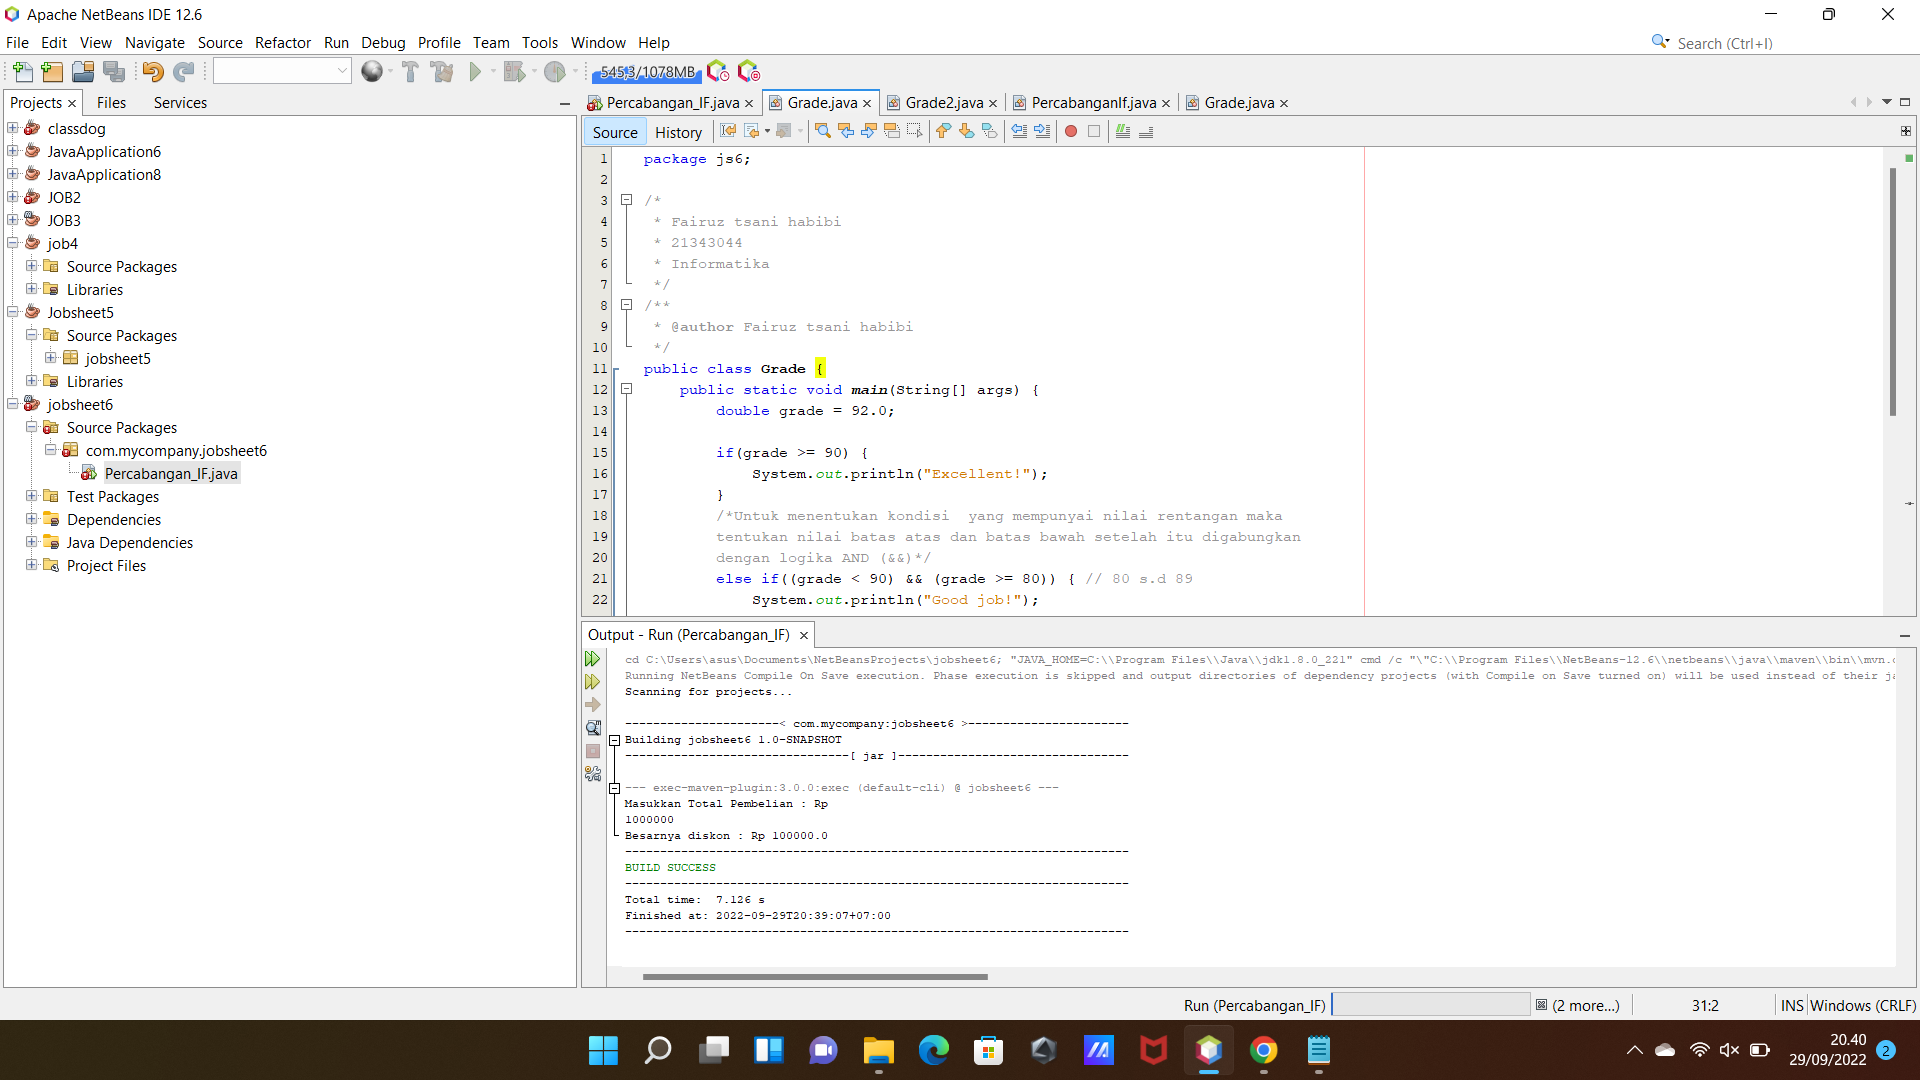 Apache NetBeans IDE 12.6
File Edit View Navigate Source Refactor Run Debug Profile Team Tools Window Help
Search (Ctrl+I)
545,3/1078MB
Projects Files Services
classdog
JavaApplication6
JavaApplication8
JOB2
JOB3
job4
Source Packages
Libraries
Jobsheet5
Source Packages
jobsheet5
Libraries
jobsheet6
Source Packages
com.mycompany.jobsheet6
Percabangan_IF.java
Test Packages
Dependencies
Java Dependencies
Project Files
Percabangan_IF.java Grade.java Grade2.java PercabanganIf.java Grade.java
Source History
1 package js6;
2
3 /*
4 * Fairuz tsani habibi
5 * 21343044
6 * Informatika
7 */
8 /**
9 * @author Fairuz tsani habibi
10 */
11 public class Grade {
12 public static void main(String[] args) {
13 double grade = 92.0;
14
15 if(grade >= 90) {
16 System.out.println("Excellent!");
17 }
18 /*Untuk menentukan kondisi  yang mempunyai nilai rentangan maka
19 tentukan nilai batas atas dan batas bawah setelah itu digabungkan
20 dengan logika AND (&&)*/
21 else if((grade < 90) && (grade >= 80)) { // 80 s.d 89
22 System.out.println("Good job!");
Output - Run (Percabangan_IF)
cd C:\Users\asus\Documents\NetBeansProjects\jobsheet6; "JAVA_HOME=C:\\Program Files\\Java\\jdk1.8.0_221" cmd /c "\"C:\\Program Files\\NetBeans-12.6\\netbeans\\java\\maven\\bin\\mvn.
Running NetBeans Compile On Save execution. Phase execution is skipped and output directories of dependency projects (with Compile on Save turned on) will be used instead of their
Scanning for projects...
----------------------< com.mycompany:jobsheet6 >-----------------------
Building jobsheet6 1.0-SNAPSHOT
--------------------------------[ jar ]---------------------------------
--- exec-maven-plugin:3.0.0:exec (default-cli) @ jobsheet6 ---
Masukkan Total Pembelian : Rp
1000000
Besarnya diskon : Rp 100000.0
------------------------------------------------------------------------
BUILD SUCCESS
------------------------------------------------------------------------
Total time:  7.126 s
Finished at: 2022-09-29T20:39:07+07:00
------------------------------------------------------------------------
Run (Percabangan_IF) (2 more...) 31:2 INS Windows (CRLF)
20.40
29/09/2022
2